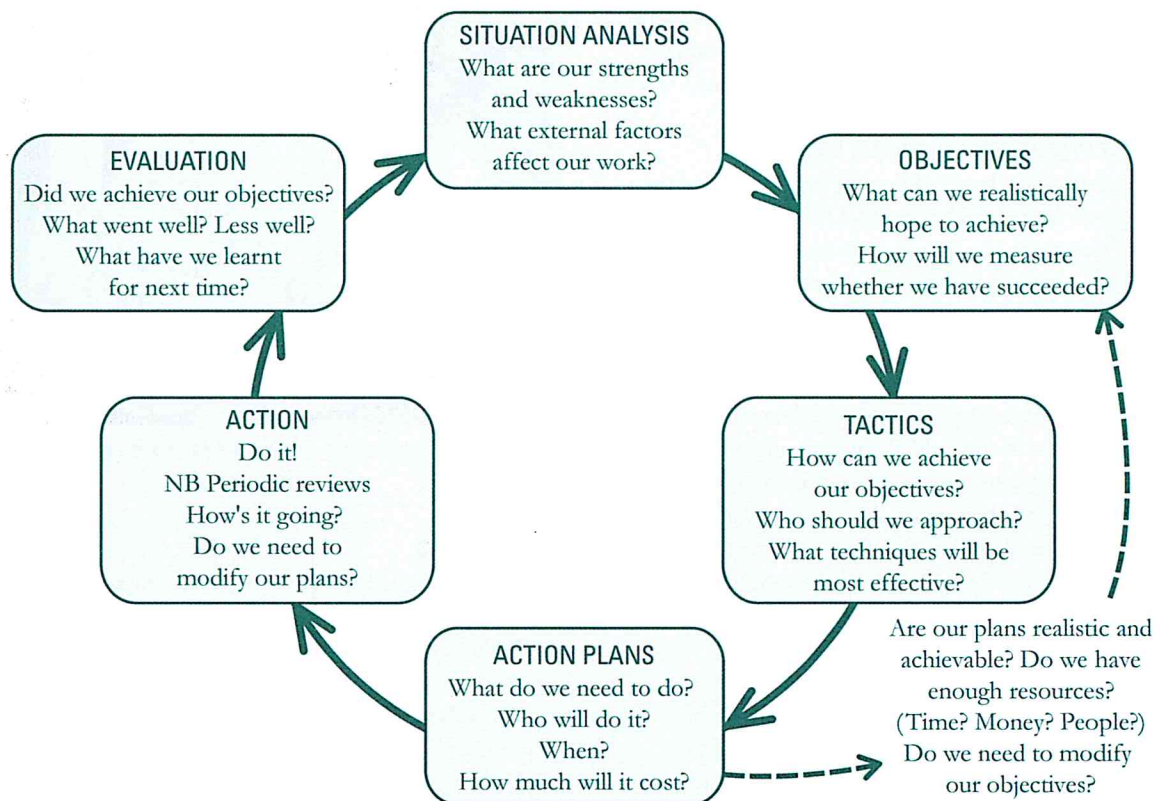 SITUATION ANALYSIS
What are our strengths
and weaknesses?
What external factors
affect our work?
OBJECTIVES
What can we realistically
hope to achieve?
How will we measure
whether we have succeeded?
TACTICS
How can we achieve
our objectives?
Who should we approach?
What techniques will be
most effective?
Are our plans realistic and
achievable? Do we have
enough resources?
(Time? Money? People?)
Do we need to modify
our objectives?
ACTION PLANS
What do we need to do?
Who will do it?
When?
How much will it cost?
ACTION
Do it!
NB Periodic reviews
How's it going?
Do we need to
modify our plans?
EVALUATION
Did we achieve our objectives?
What went well? Less well?
What have we learnt
for next time?